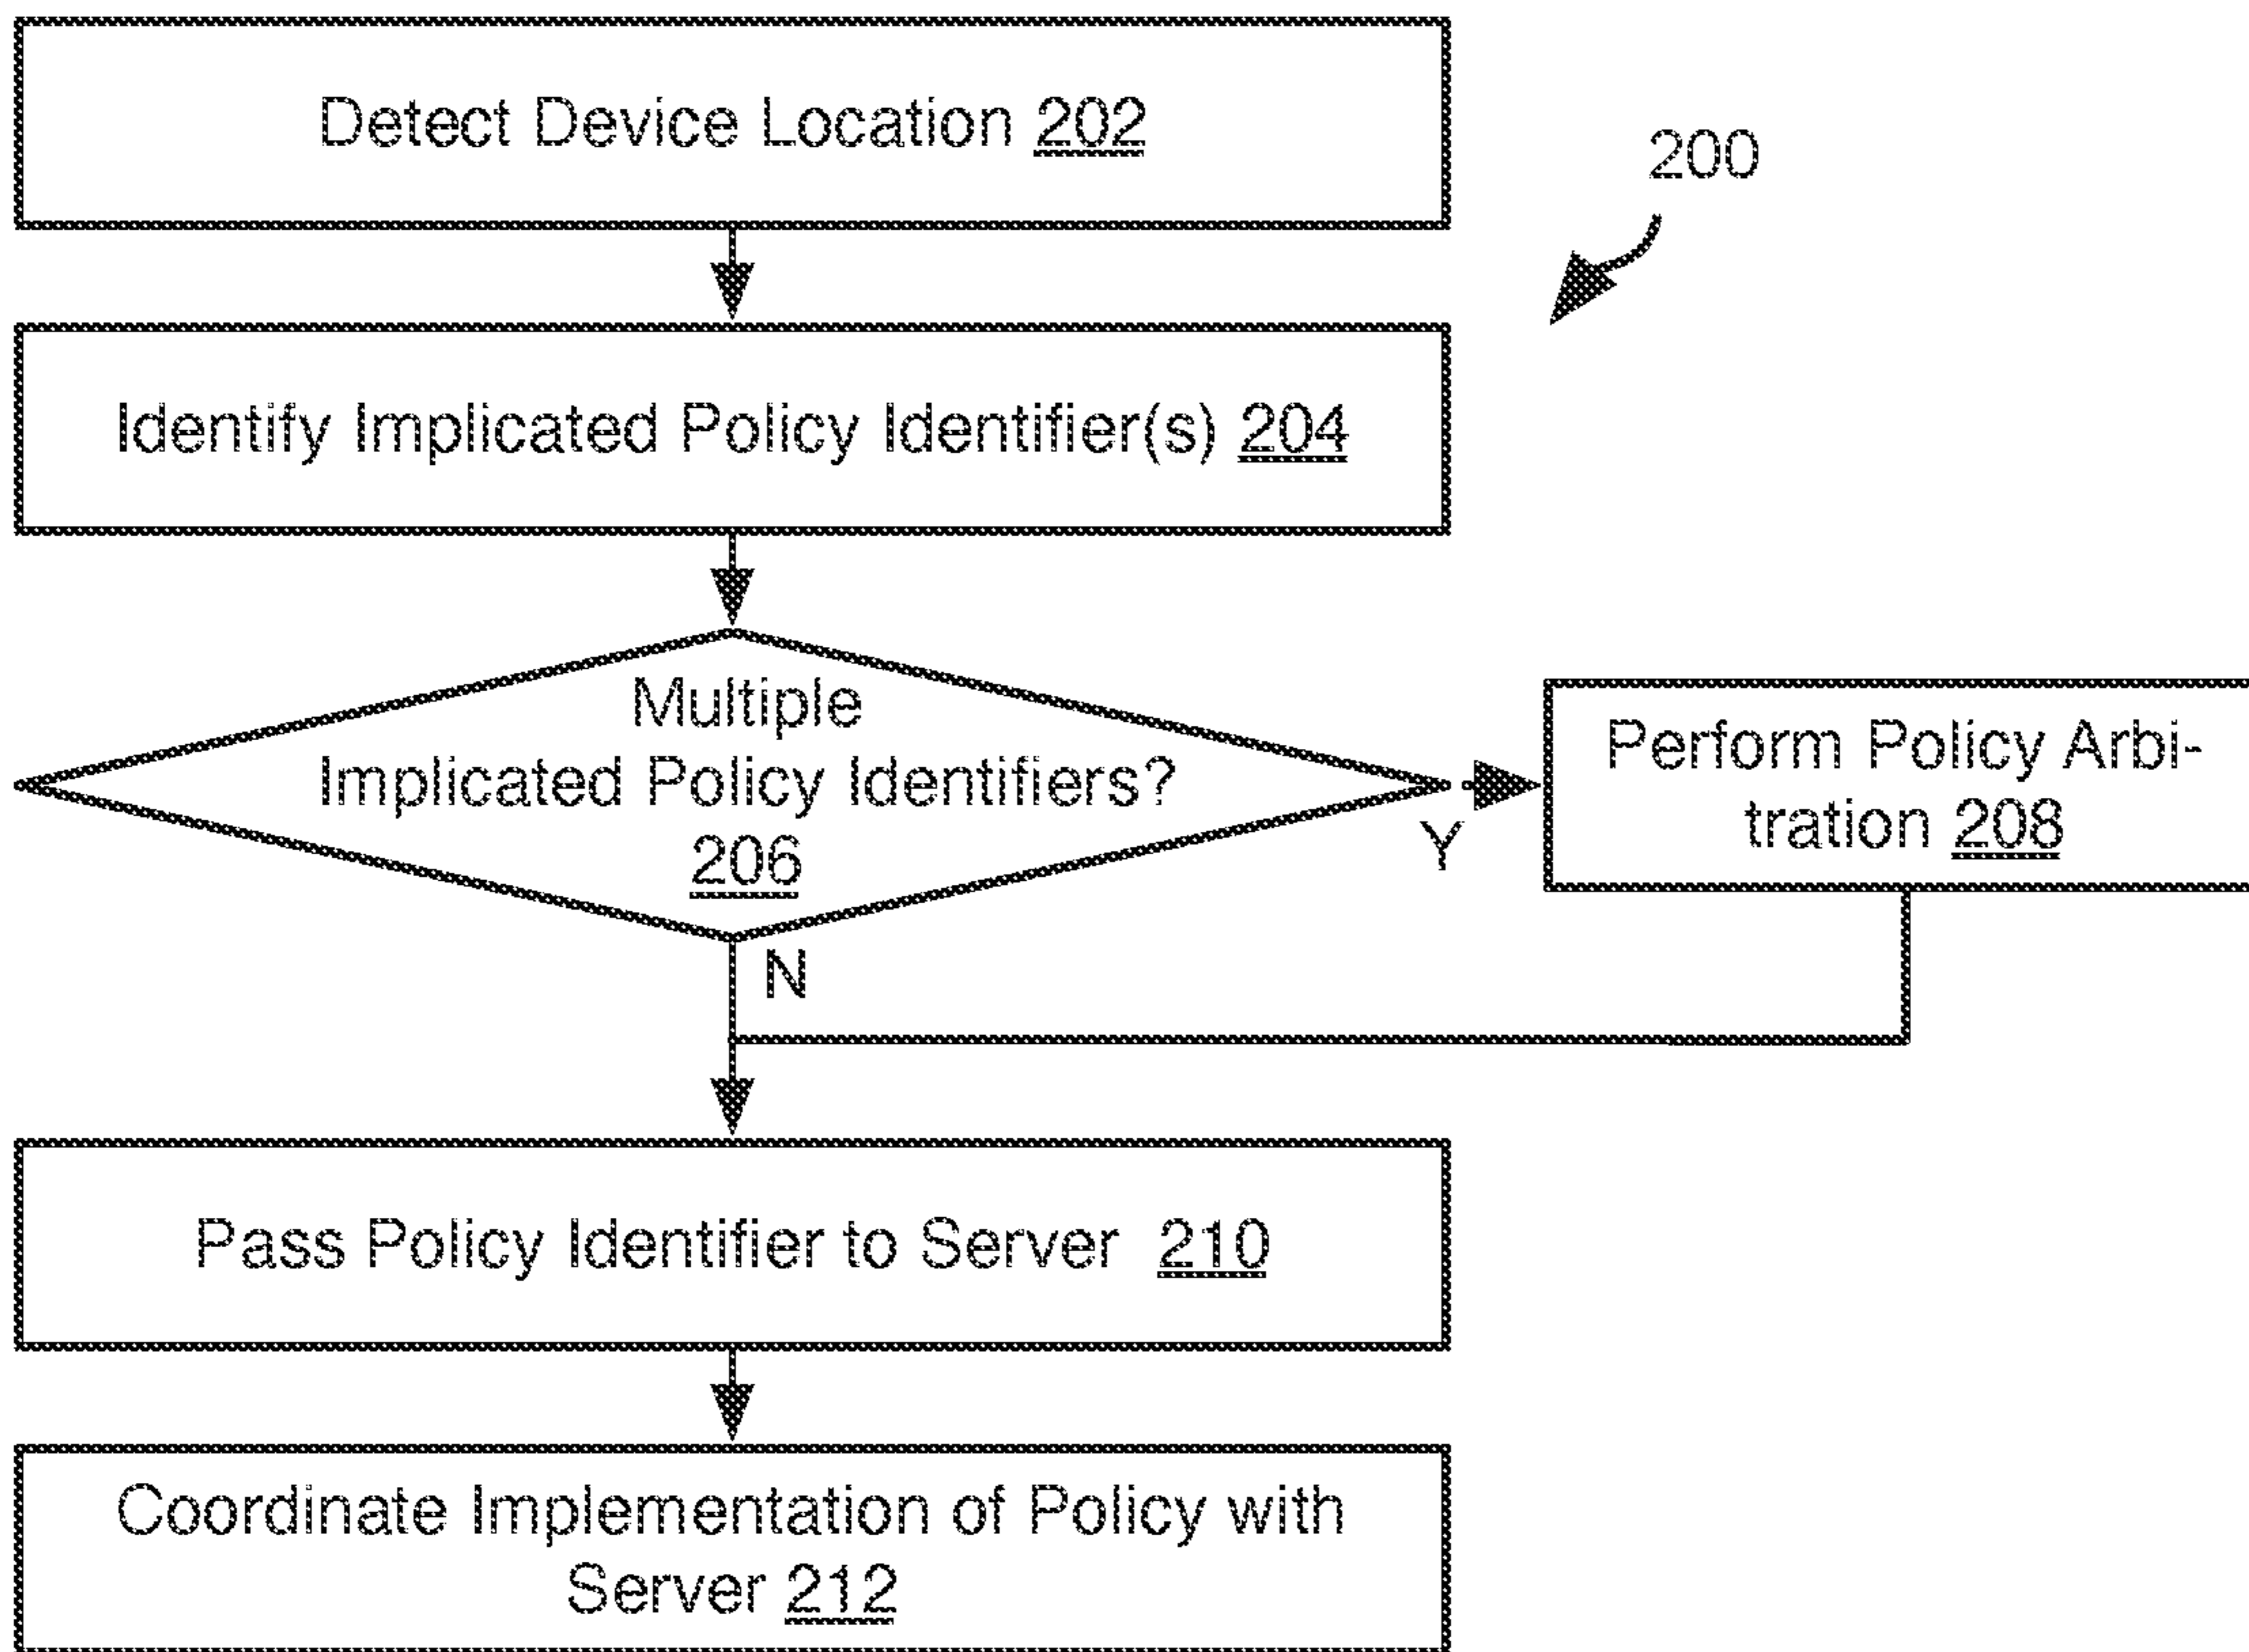 Detect Device Location 202
200
Identify Implicated Policy Identifier(s) 204
Multiple
Implicated Policy Identifiers?
206
Y
Perform Policy Arbi-
tration 208
N
Pass Policy Identifier to Server 210
Coordinate Implementation of Policy with
Server 212